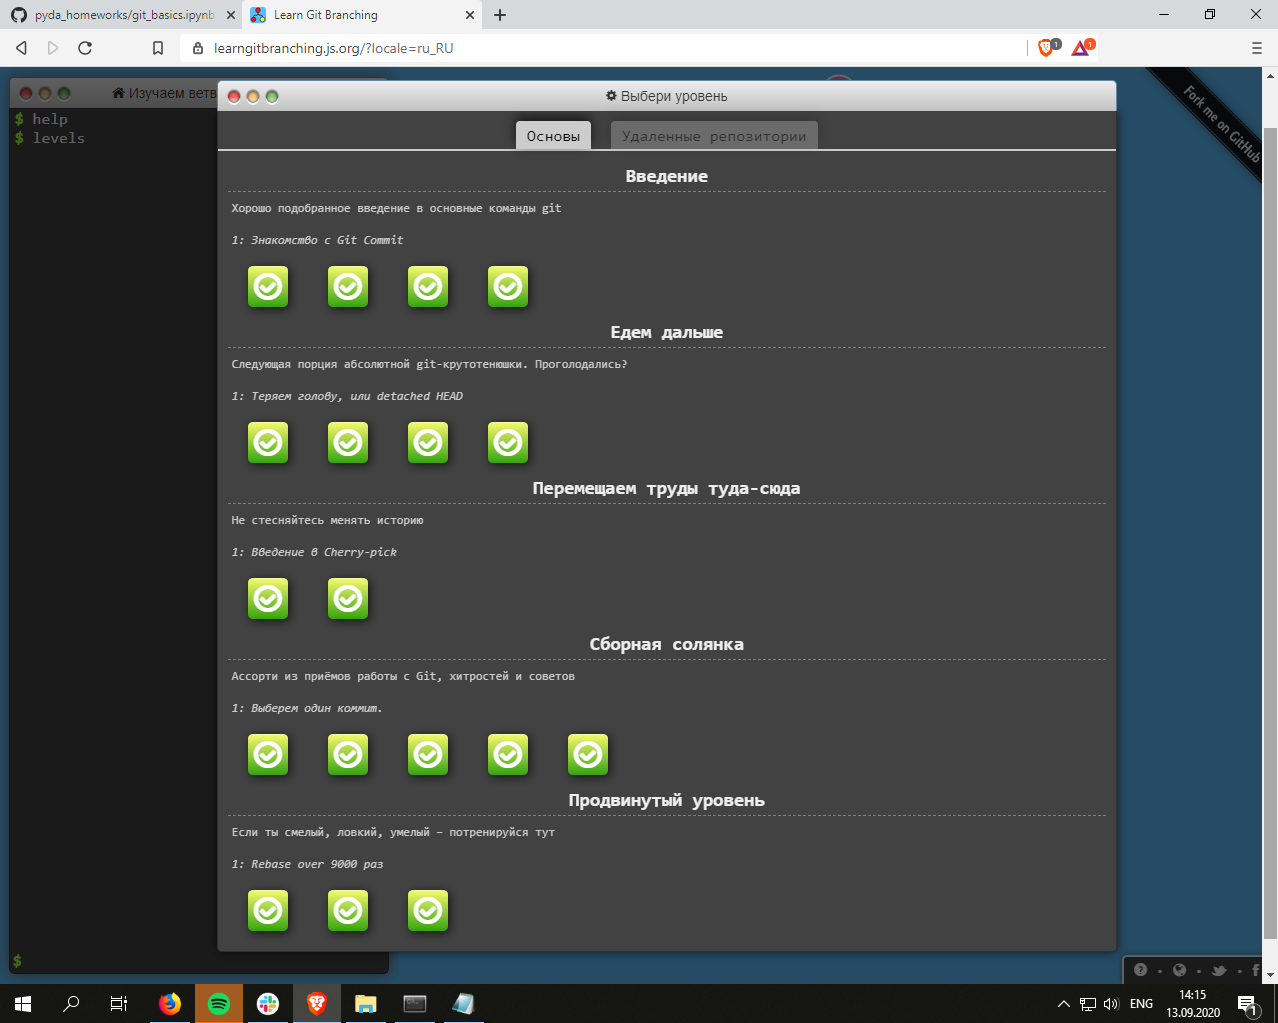 pyda_homeworks/git_basics.ipynb
Learn Git Branching
learngitbranching.js.org/?locale=ru_RU
1
1
Изучаем ветв
$ help
$ levels
$
Выбери уровень
Основы
Удаленные репозитории
Введение
Хорошо подобранное введение в основные команды git
1: Знакомство с Git Commit
Едем дальше
Следующая порция абсолютной git-крутотенюшки. Проголодались?
1: Теряем голову, или detached HEAD
Перемещаем труды туда-сюда
Не стесняйтесь менять историю
1: Введение в Cherry-pick
Сборная солянка
Ассорти из приёмов работы с Git, хитростей и советов
1: Выберем один коммит.
Продвинутый уровень
Если ты смелый, ловкий, умелый – потренируйся тут
1: Rebase over 9000 раз
Fork me on GitHub
ENG
14:15
13.09.2020
1